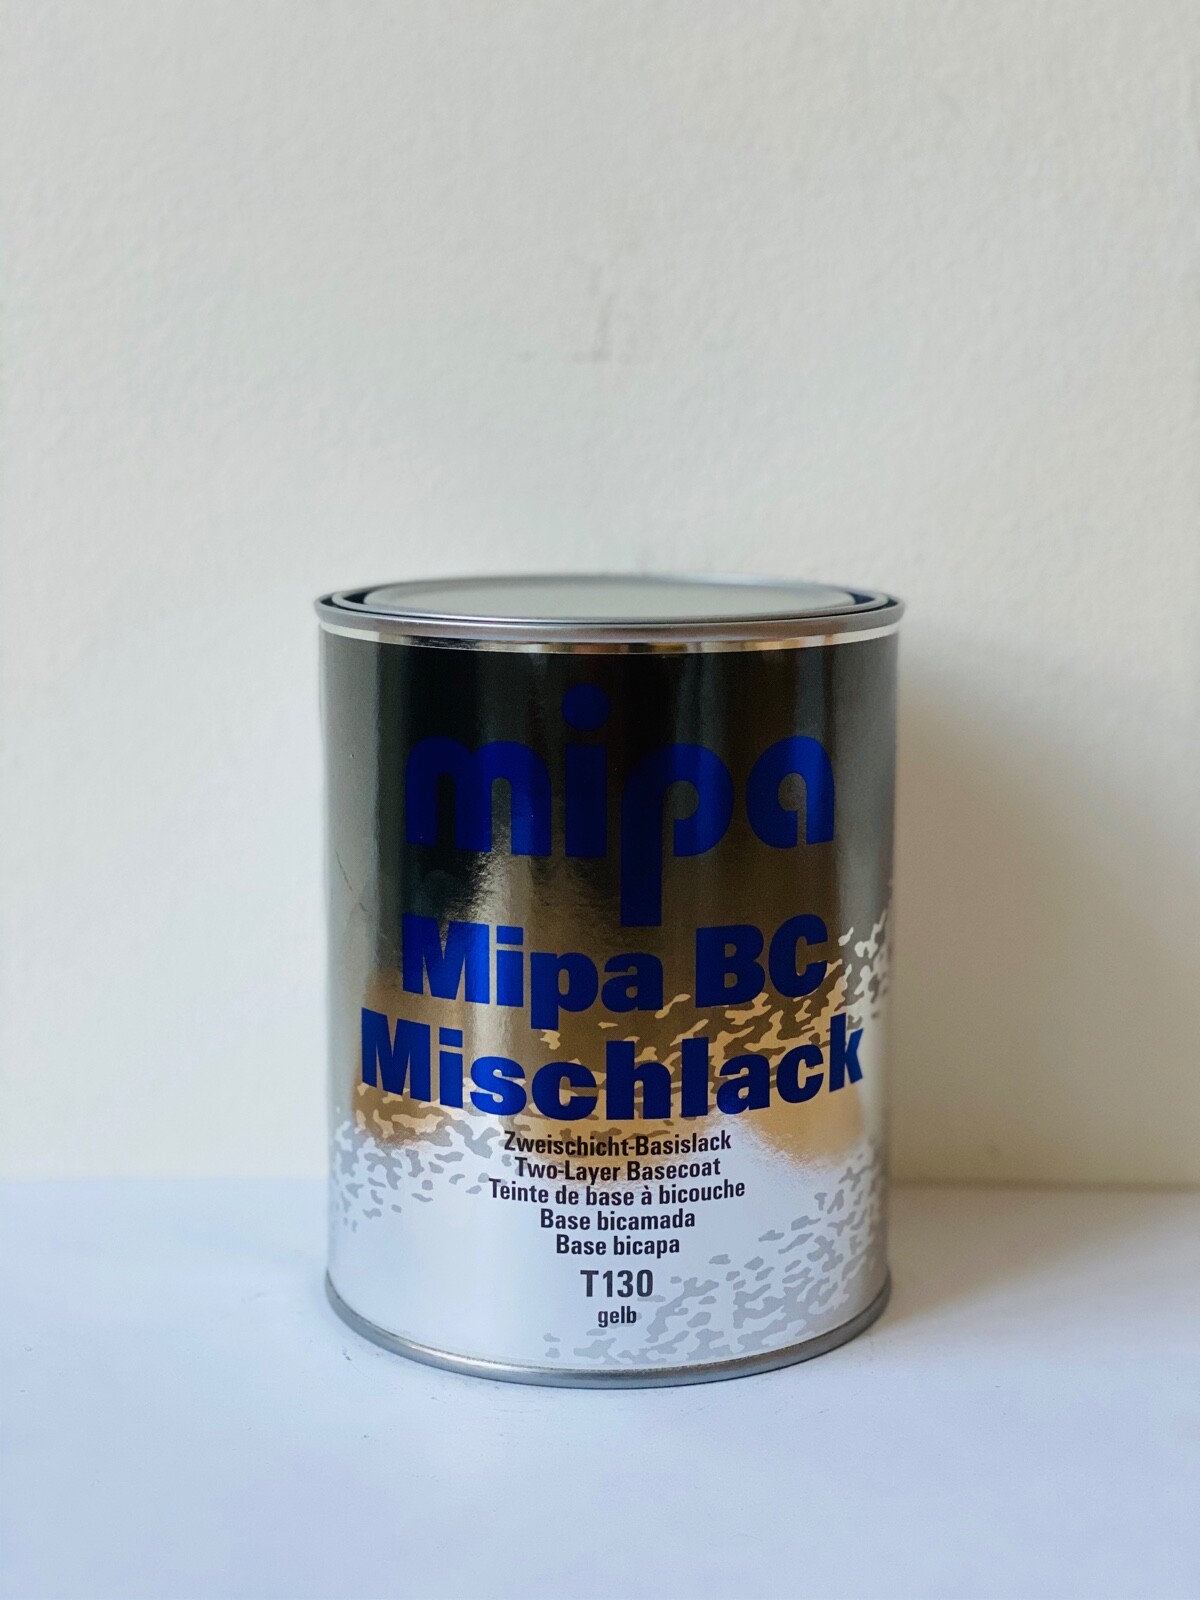 mipa
Mipa BC
Mischlack
Zweischicht-Basislack
Two-Layer Basecoat
Teinte de base à bicouche
Base bicamada
Base bicapa
T130
gelb